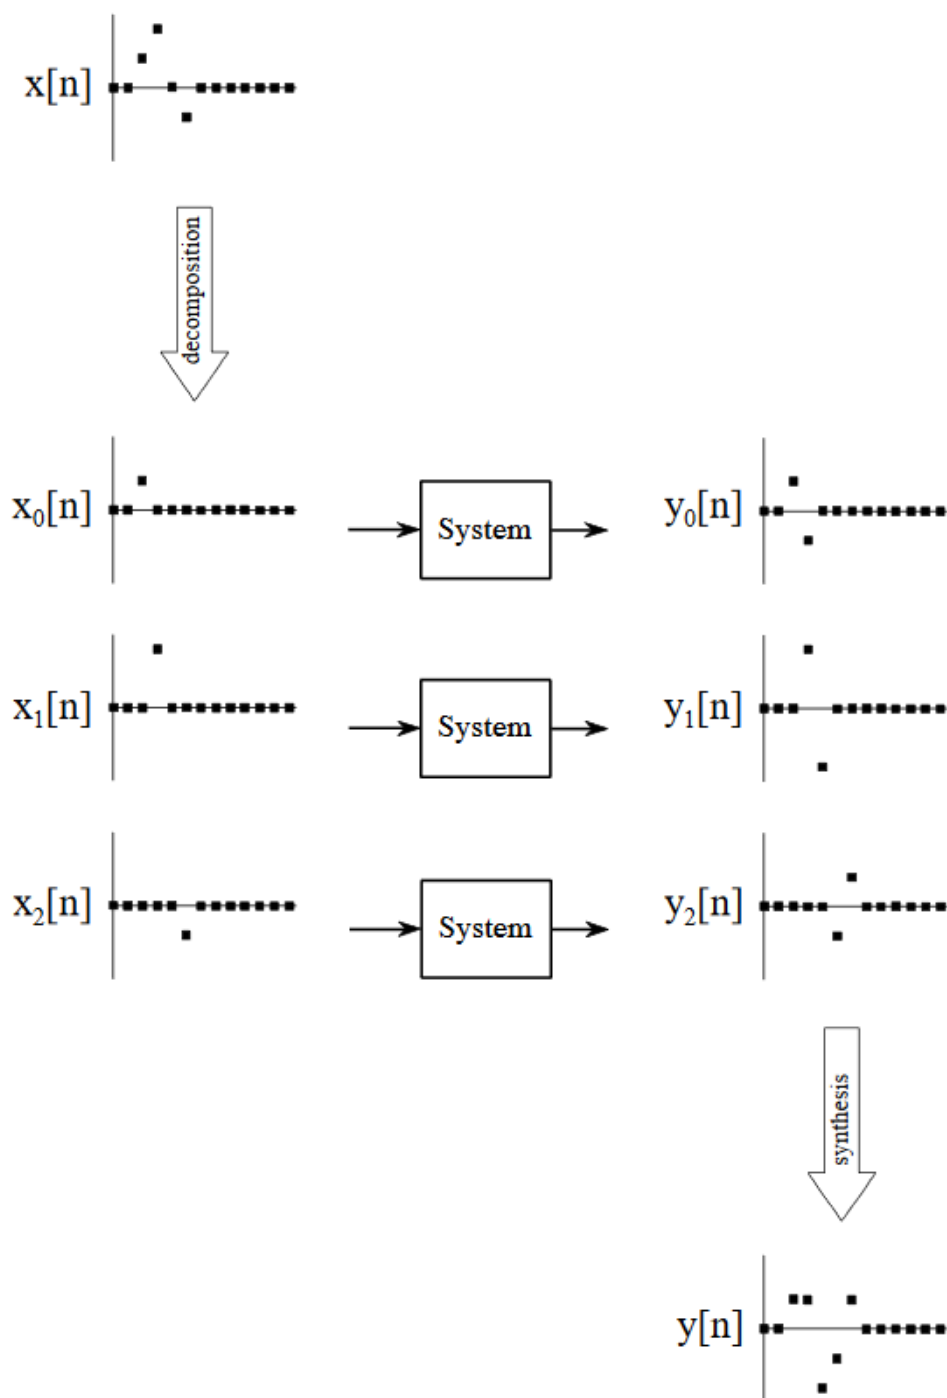 x[n]
decomposition
x₀[n]
System
y₀[n]
x₁[n]
System
y₁[n]
x₂[n]
System
y₂[n]
synthesis
y[n]